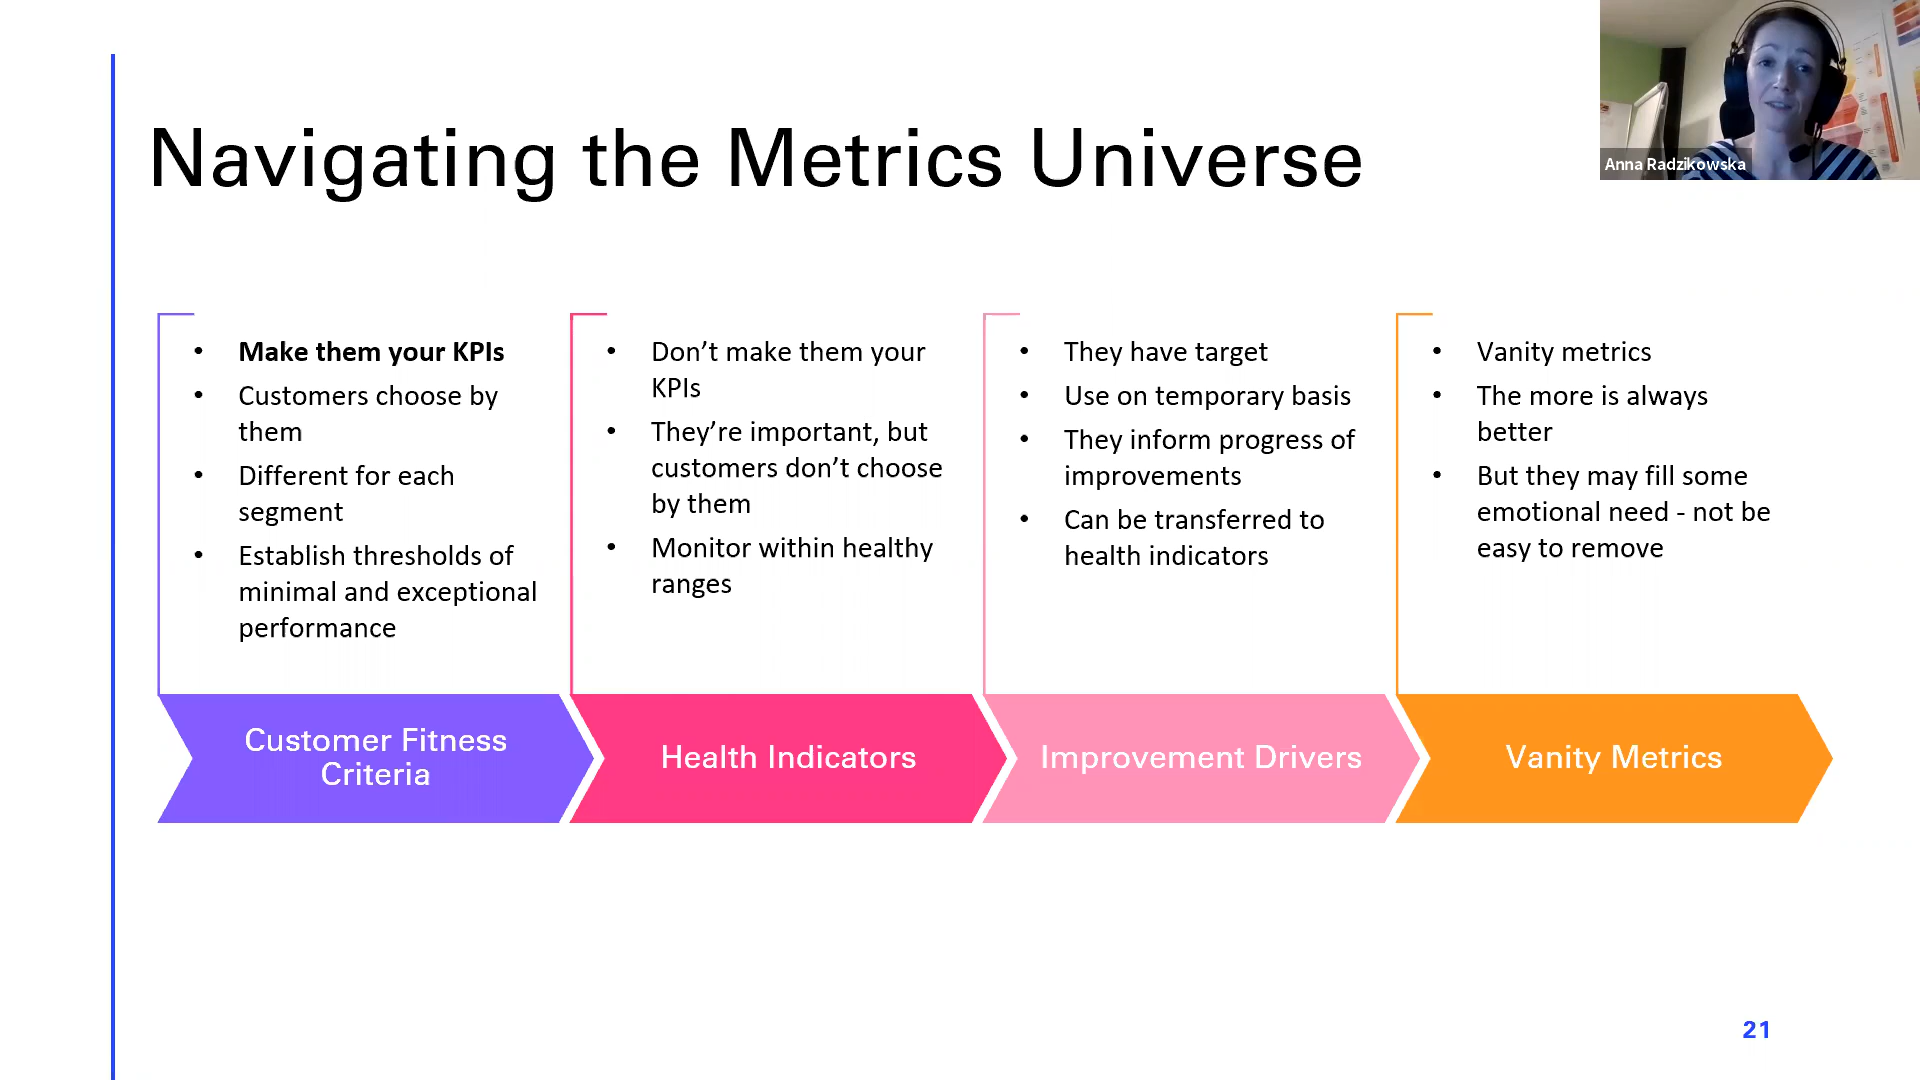 Navigating the Metrics Universe
Anna Radzikowska
• Make them your KPIs
• Customers choose by
them
• Different for each
segment
• Establish thresholds of
minimal and exceptional
performance
Customer Fitness
Criteria
• Don’t make them your
KPIs
• They’re important, but
customers don’t choose
by them
• Monitor within healthy
ranges
Health Indicators
• They have target
• Use on temporary basis
• They inform progress of
improvements
• Can be transferred to
health indicators
Improvement Drivers
• Vanity metrics
• The more is always
better
• But they may fill some
emotional need - not be
easy to remove
Vanity Metrics
21